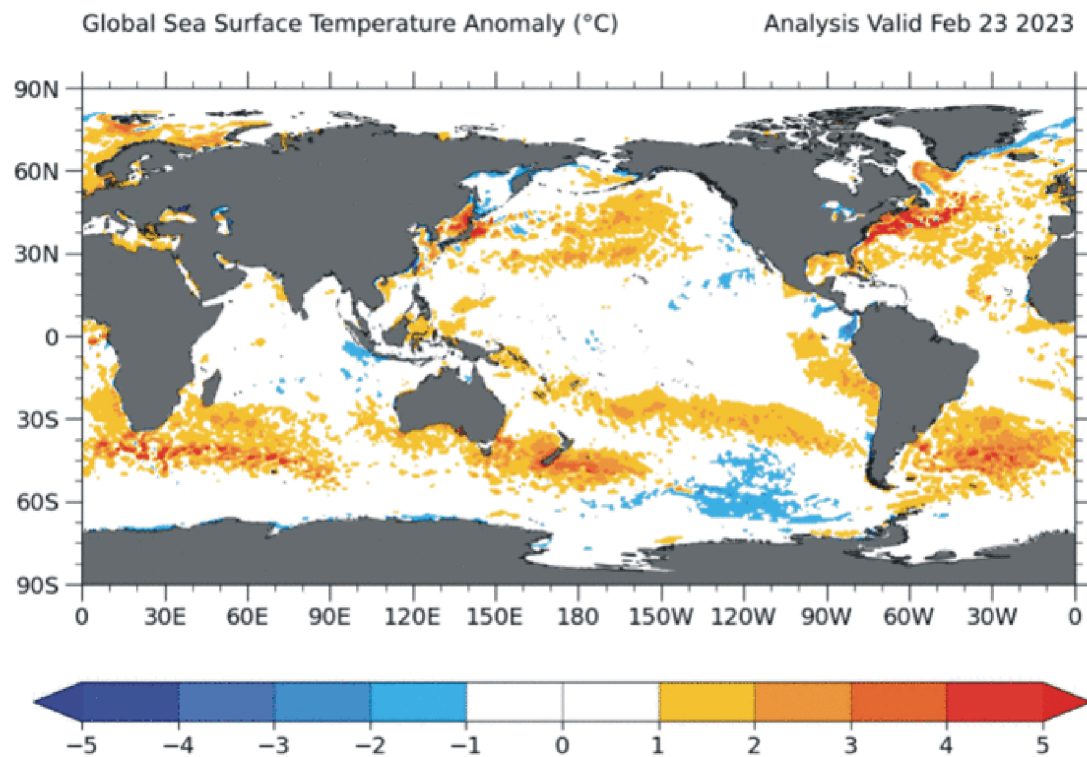 Global Sea Surface Temperature Anomaly (°C) Analysis Valid Feb 23 2023
90N
60N
30N
0
30S
60S
90S
0 30E 60E 90E 120E 150E 180 150W 120W 90W 60W 30W 0
−5 −4 −3 −2 −1 0 1 2 3 4 5